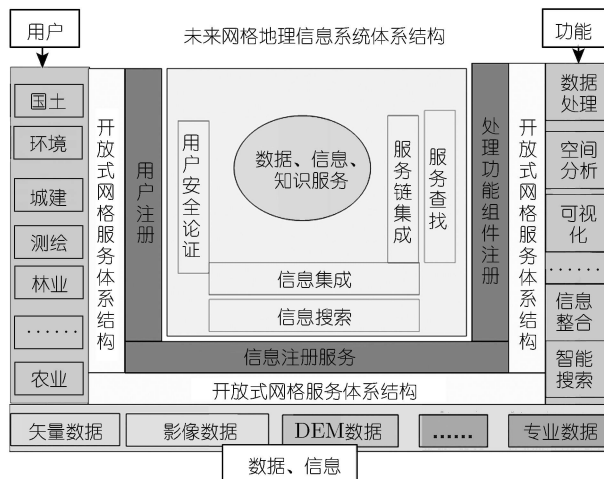 用户
未来网格地理信息系统体系结构
功能
国土
环境
城建
测绘
林业
······
农业
开放式网格服务体系结构
用户注册
用户安全论证
数据、信息、
知识服务
服务链集成
服务查找
信息集成
信息搜索
处理功能组件注册
开放式网格服务体系结构
数据
处理
空间
分析
可视
化
······
信息
整合
智能
搜索
信息注册服务
开放式网格服务体系结构
矢量数据
影像数据
DEM数据
······
专业数据
数据、信息